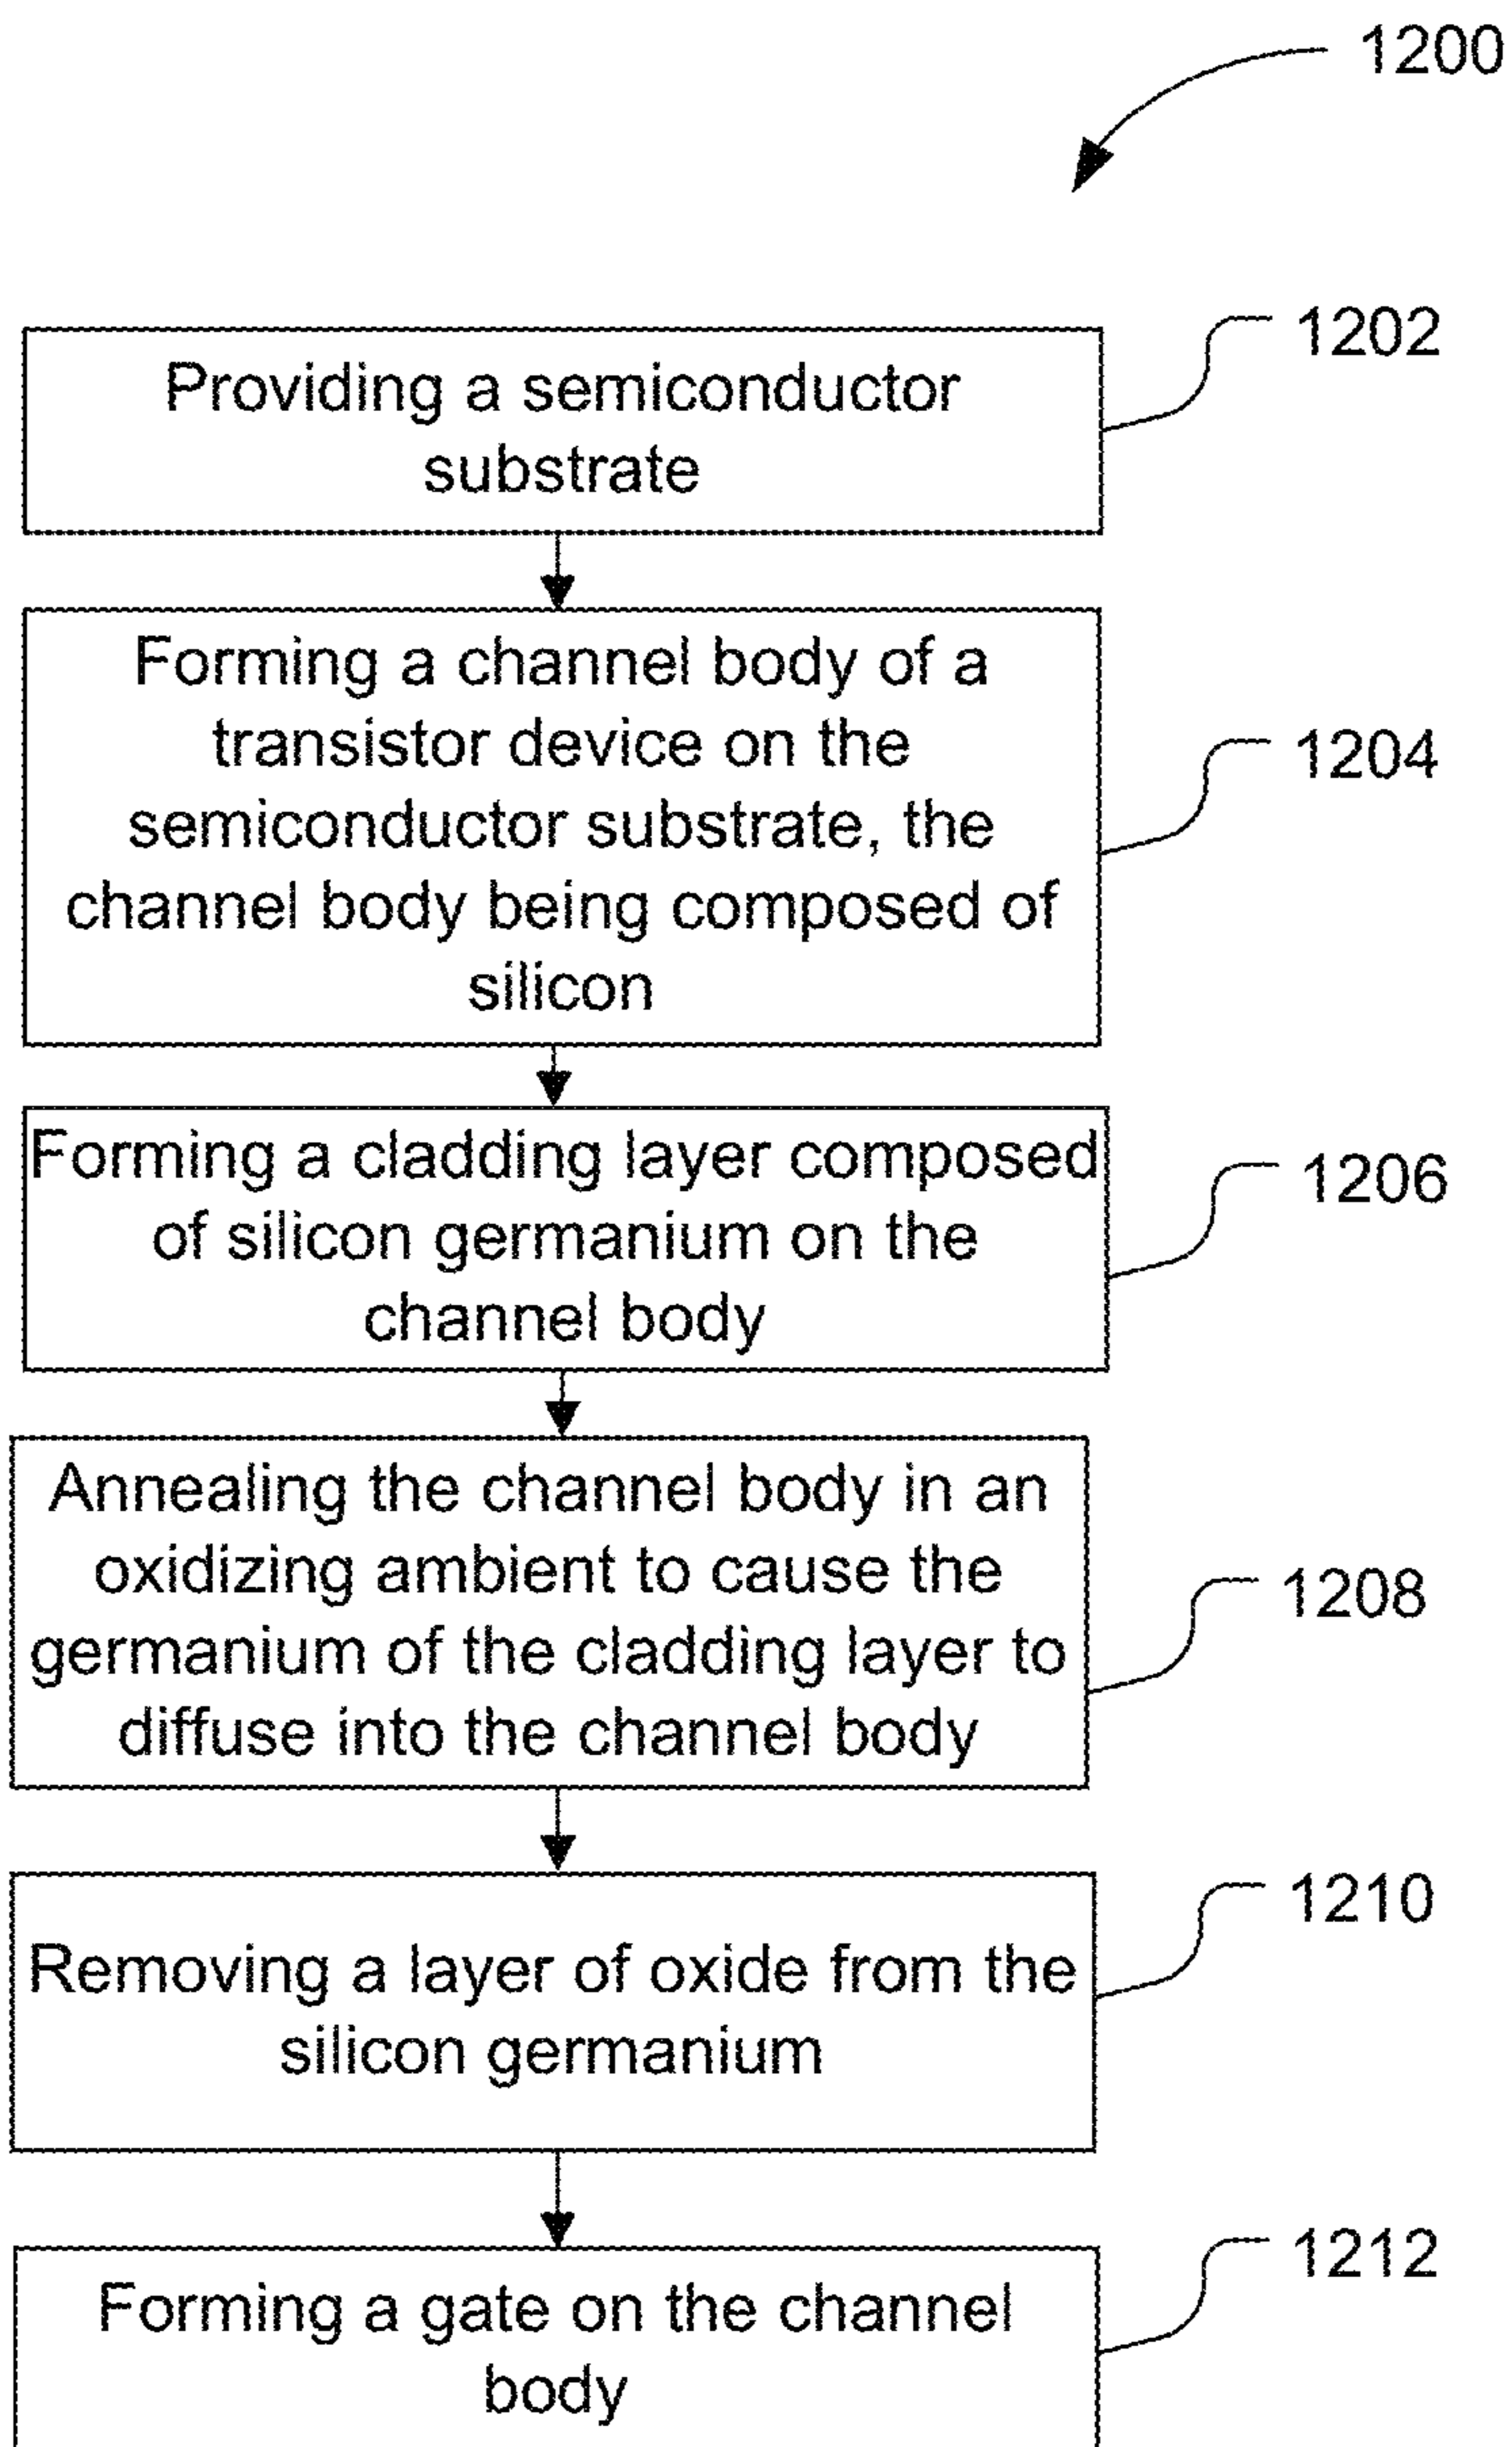 1200
Providing a semiconductor
substrate
1202
Forming a channel body of a
transistor device on the
semiconductor substrate, the
channel body being composed of
silicon
1204
Forming a cladding layer composed
of silicon germanium on the
channel body
1206
Annealing the channel body in an
oxidizing ambient to cause the
germanium of the cladding layer to
diffuse into the channel body
1208
Removing a layer of oxide from the
silicon germanium
1210
Forming a gate on the channel
body
1212